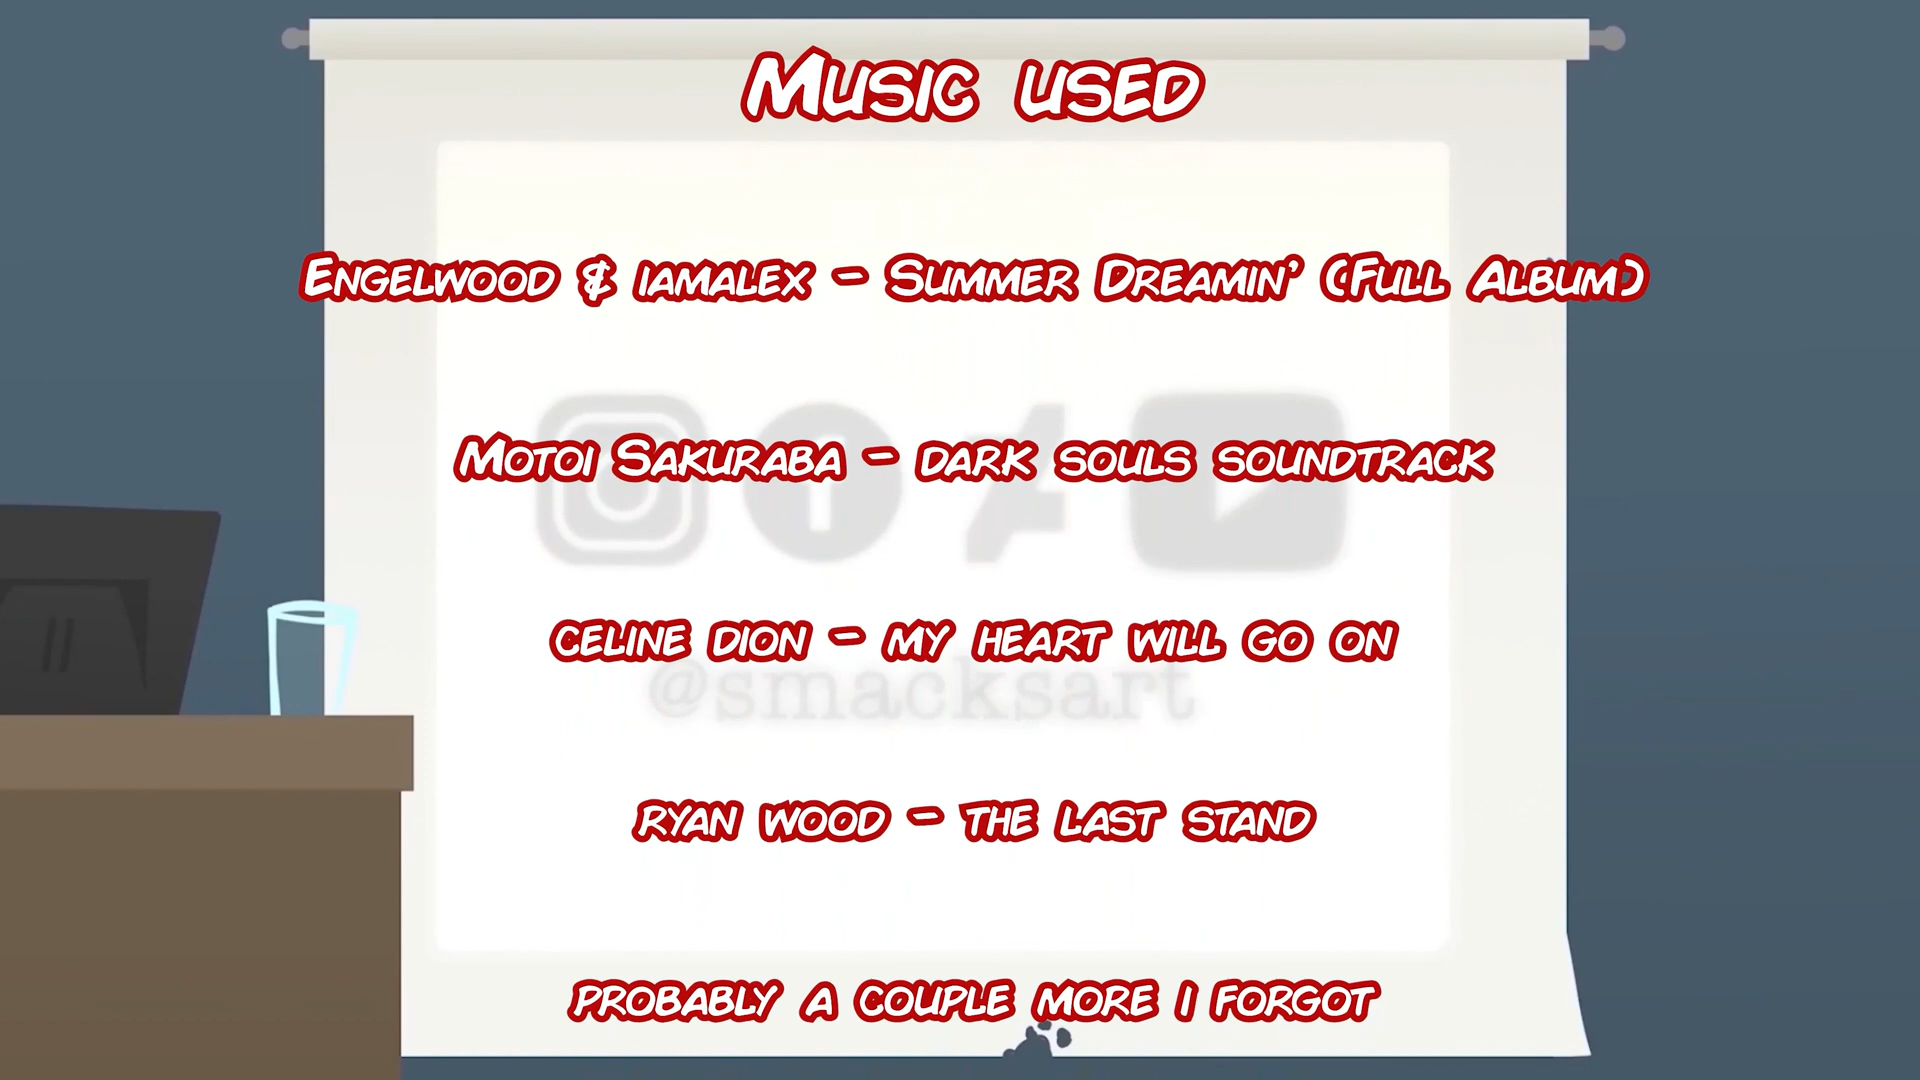 Music used
Engelwood & iamalex - Summer Dreamin' (Full Album)
Motoi Sakuraba - dark souls soundtrack
celine dion - my heart will go on
@smacksart
ryan wood - the last stand
probably a couple more i forgot